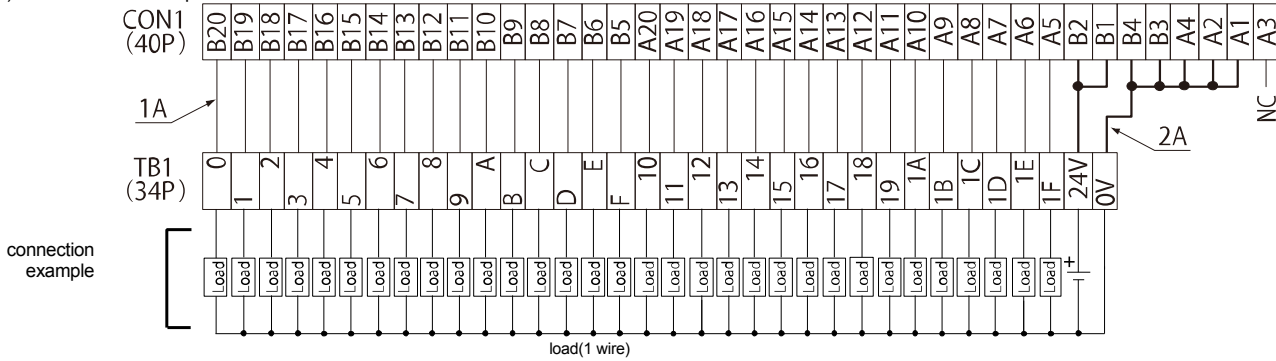 CON1
(40P)
B20 B19 B18 B17 B16 B15 B14 B13 B12 B11 B10 B9 B8 B7 B6 B5 A20 A19 A18 A17 A16 A15 A14 A13 A12 A11 A10 A9 A8 A7 A6 A5 B2 B1 B4 B3 A4 A2 A1 A3
1A
NC
2A
TB1
(34P)
0 1 2 3 4 5 6 7 8 9 A B C D E F 10 11 12 13 14 15 16 17 18 19 1A 1B 1C 1D 1E 1F 24V 0V
connection
example
Load Load Load Load Load Load Load Load Load Load Load Load Load Load Load Load Load Load Load Load Load Load Load Load Load Load Load Load Load Load Load Load +
load(1 wire)